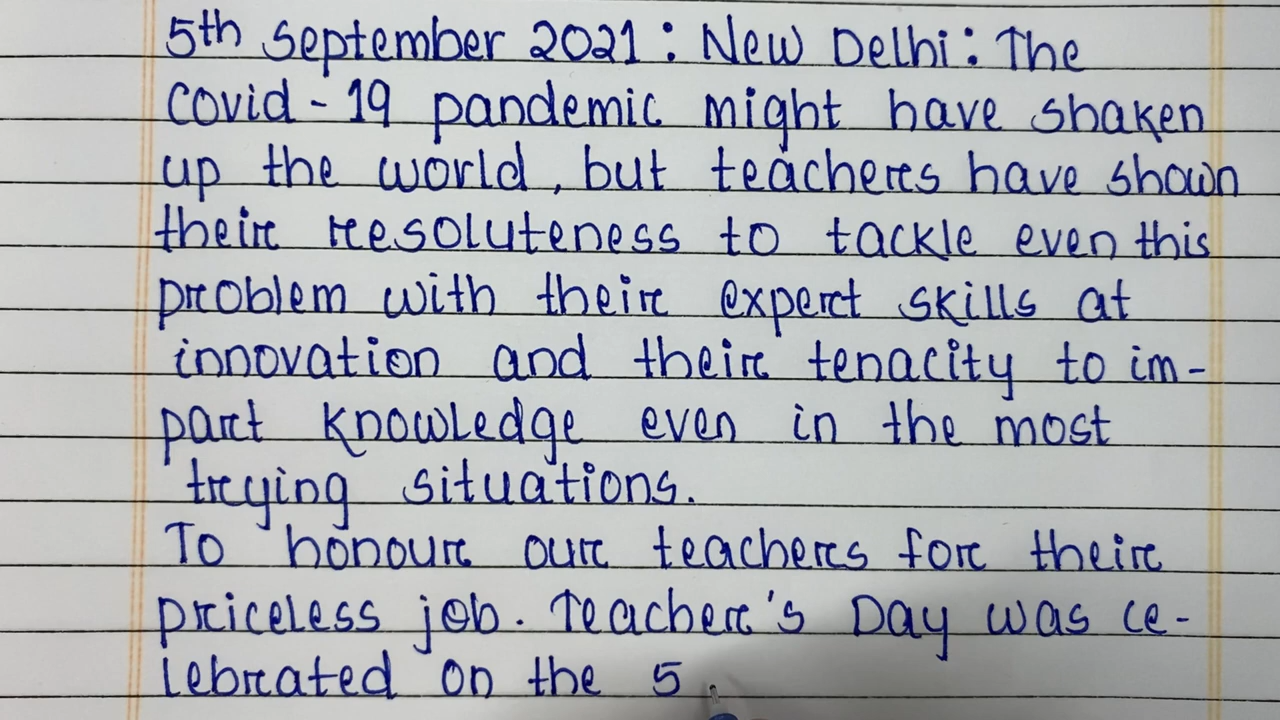 5th September 2021: New Delhi: The
Covid-19 pandemic might have shaken
up the world, but teachers have shown
their resoluteness to tackle even this
problem with their expert skills at
innovation and their tenacity to im-
part knowledge even in the most
trying situations.
To honour our teachers for their
priceless job. Teacher's Day was ce-
lebrated on the 5